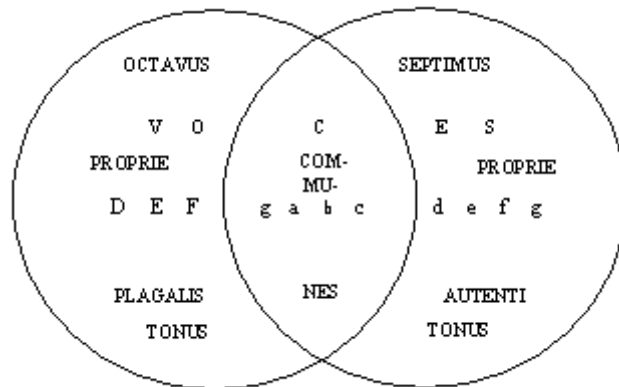 OCTAVUS SEPTIMUS
V O C E S
PROPRIE COM- PROPRIE
MU-
D E F g a b c d e f g
PLAGALIS NES AUTENTI
TONUS TONUS